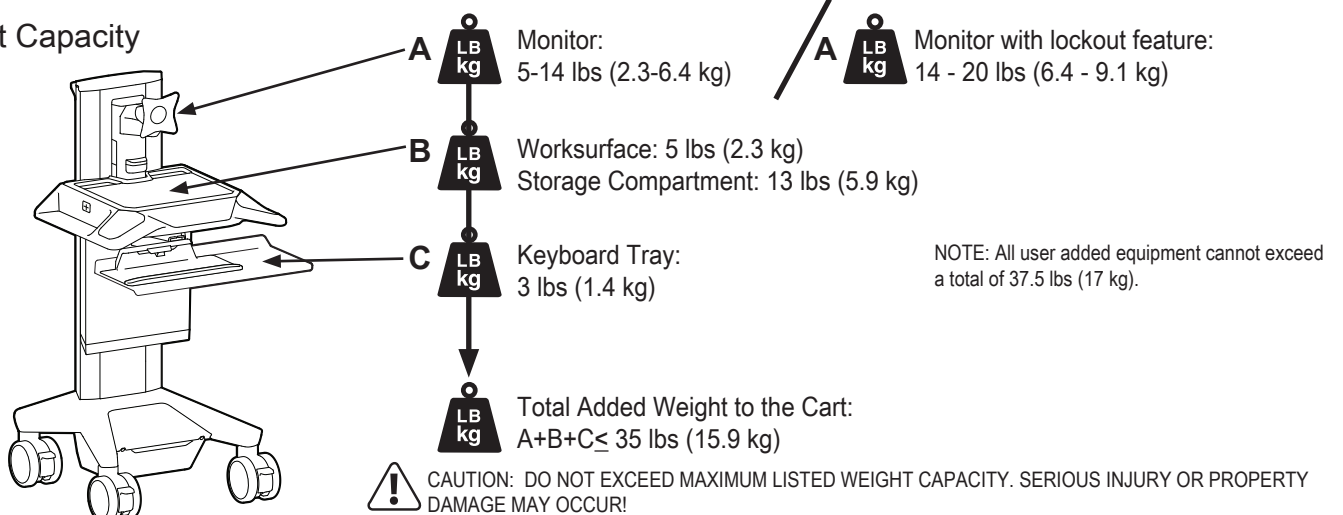 t Capacity
A
LB
kg
Monitor:
5-14 lbs (2.3-6.4 kg)
A
LB
kg
Monitor with lockout feature:
14 - 20 lbs (6.4 - 9.1 kg)
B
LB
kg
Worksurface: 5 lbs (2.3 kg)
Storage Compartment: 13 lbs (5.9 kg)
C
LB
kg
Keyboard Tray:
3 lbs (1.4 kg)
NOTE: All user added equipment cannot exceed
a total of 37.5 lbs (17 kg).
LB
kg
Total Added Weight to the Cart:
A+B+C≤ 35 lbs (15.9 kg)
CAUTION: DO NOT EXCEED MAXIMUM LISTED WEIGHT CAPACITY. SERIOUS INJURY OR PROPERTY
DAMAGE MAY OCCUR!